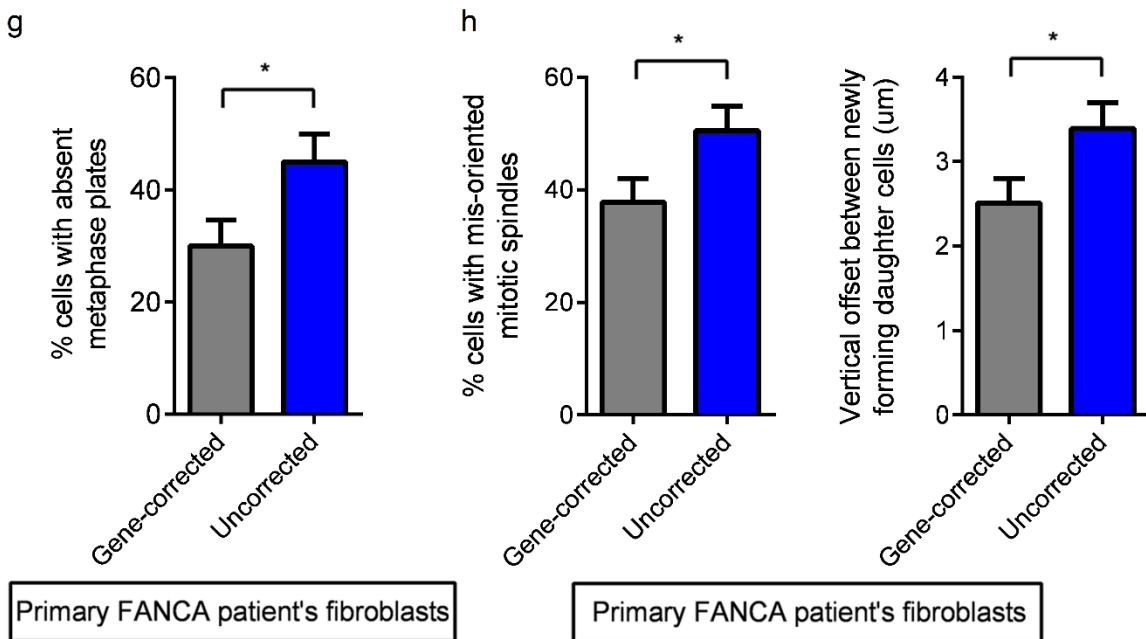 g
*
60
40
20
0
% cells with absent
metaphase plates
Gene-corrected
Uncorrected
Primary FANCA patient's fibroblasts
h
*
60
40
20
0
% cells with mis-oriented
mitotic spindles
Gene-corrected
Uncorrected
*
4
3
2
1
0
Vertical offset between newly
forming daughter cells (um)
Gene-corrected
Uncorrected
Primary FANCA patient's fibroblasts